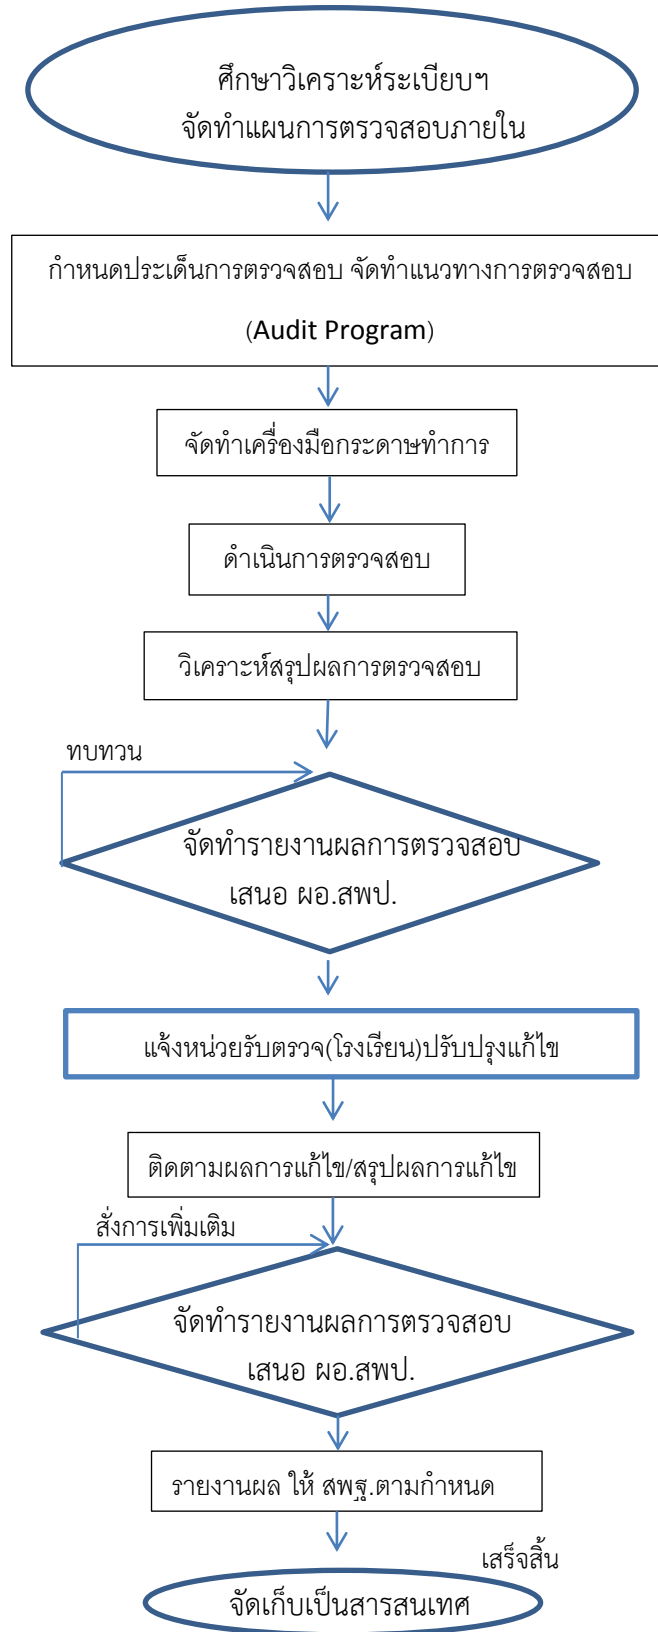 ศึกษาวิเคราะห์ระเบียบฯ
จัดทำแผนการตรวจสอบภายใน
กำหนดประเด็นการตรวจสอบ จัดทำแนวทางการตรวจสอบ
(Audit Program)
จัดทำเครื่องมือกระดาษทำการ
ดำเนินการตรวจสอบ
วิเคราะห์สรุปผลการตรวจสอบ
ทบทวน
จัดทำรายงานผลการตรวจสอบ
เสนอ ผอ.สพป.
แจ้งหน่วยรับตรวจ(โรงเรียน)ปรับปรุงแก้ไข
ติดตามผลการแก้ไข/สรุปผลการแก้ไข
สั่งการเพิ่มเติม
จัดทำรายงานผลการตรวจสอบ
เสนอ ผอ.สพป.
รายงานผล ให้ สพฐ.ตามกำหนด
เสร็จสิ้น
จัดเก็บเป็นสารสนเทศ